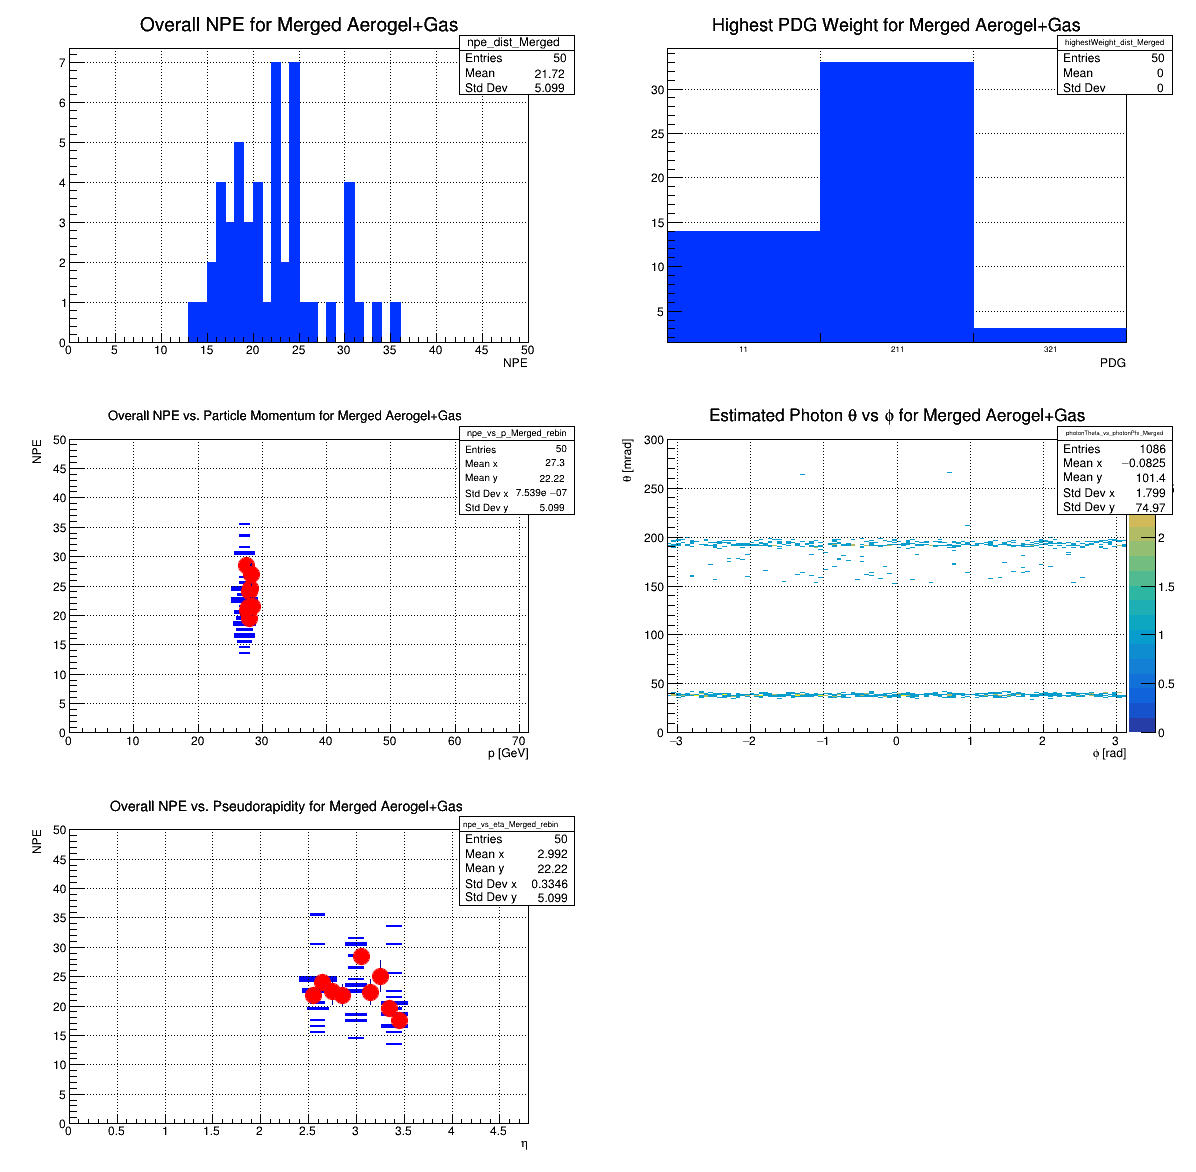 Overall NPE for Merged Aerogel+Gas
npe_dist_Merged
Entries 50
Mean 21.72
Std Dev 5.099
7
6
5
4
3
2
1
0
0 5 10 15 20 25 30 35 40 45 50
NPE
Highest PDG Weight for Merged Aerogel+Gas
highestWeight_dist_Merged
Entries 50
Mean 0
Std Dev 0
30
25
20
15
10
5
11 211 321
PDG
Overall NPE vs. Particle Momentum for Merged Aerogel+Gas
npe_vs_p_Merged_rebin
Entries 50
Mean x 27.3
Mean y 22.22
Std Dev x 7.539e −07
Std Dev y 5.099
NPE
50
45
40
35
30
25
20
15
10
5
0
0 10 20 30 40 50 60 70
p [GeV]
Estimated Photon θ vs ϕ for Merged Aerogel+Gas
photonTheta_vs_photonPhi_Merged
Entries 1086
Mean x −0.0825
Mean y 101.4
Std Dev x 1.799
Std Dev y 74.97
θ [mrad]
300
250
200
150
100
50
0
−3 −2 −1 0 1 2 3
ϕ [rad]
2
1.5
1
0.5
0
Overall NPE vs. Pseudorapidity for Merged Aerogel+Gas
npe_vs_eta_Merged_rebin
Entries 50
Mean x 2.992
Mean y 22.22
Std Dev x 0.3346
Std Dev y 5.099
NPE
50
45
40
35
30
25
20
15
10
5
0
0 0.5 1 1.5 2 2.5 3 3.5 4 4.5
η